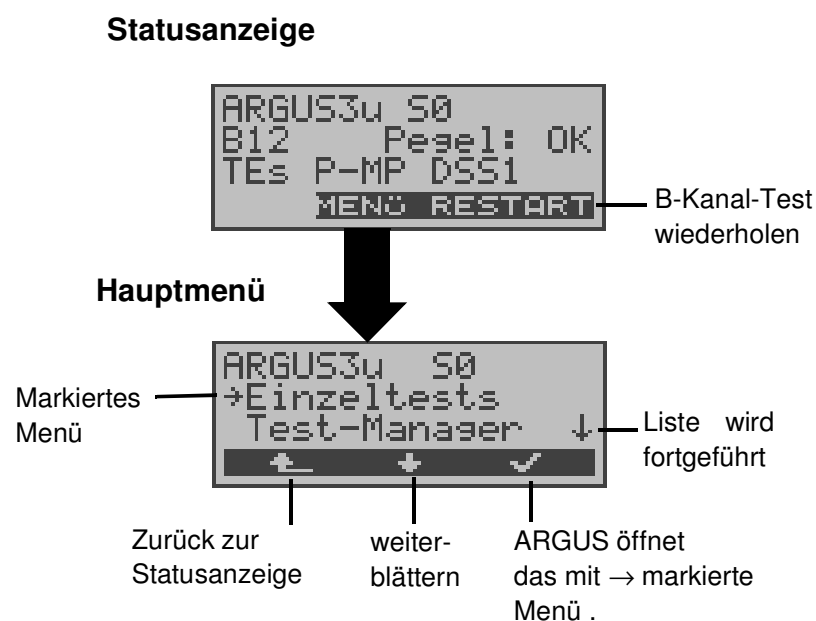 Statusanzeige
ARGUS3u S0
B12 Pegel: OK
TEs P-MP DSS1
MENÜ RESTART
B-Kanal-Test
wiederholen
Hauptmenü
ARGUS3u S0
→Einzeltests
Test-Manager ↓
Markiertes
Menü
Liste wird
fortgeführt
Zurück zur
Statusanzeige
weiter-
blättern
ARGUS öffnet
das mit → markierte
Menü .